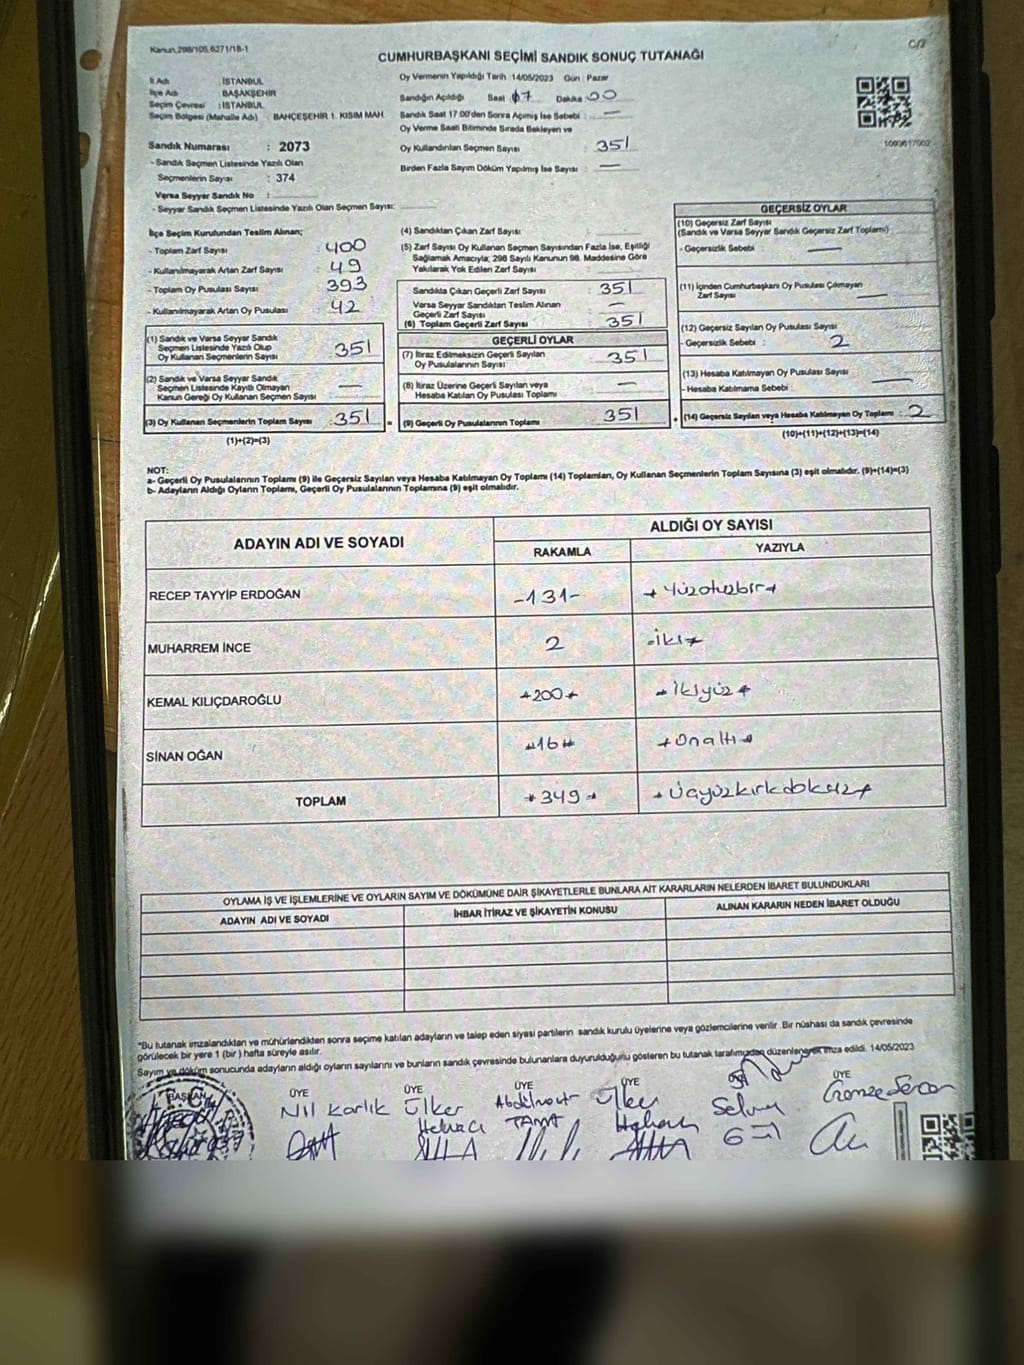 Kanun,298/105,6271/18-1
C/2
CUMHURBAŞKANI SEÇİMİ SANDIK SONUÇ TUTANAĞI
İl Adı : İSTANBUL
İlçe Adı : BAŞAKŞEHİR
Seçim Çevresi : İSTANBUL
Seçim Bölgesi (Mahalle Adı) : BAHÇEŞEHİR 1. KISIM MAH.
Sandık Numarası : 2073
- Sandık Seçmen Listesinde Yazılı Olan
Seçmenlerin Sayısı : 374
Varsa Seyyar Sandık No :
- Seyyar Sandık Seçmen Listesinde Yazılı Olan Seçmen Sayısı:
Oy Vermenin Yapıldığı Tarih : 14/05/2023 Gün : Pazar
Sandığın Açıldığı Saat 07 Dakika 00
Sandık Saat 17:00'den Sonra Açımış İse Sebebi : —
Oy Verme Saati Bitiminde Sırada Bekleyen ve
Oy Kullandırılan Seçmen Sayısı : 351
Birden Fazla Sayım Döküm Yapılmış İse Sayısı : —
1093617002
İlçe Seçim Kurulundan Teslim Alınan;
- Toplam Zarf Sayısı : 400
- Kullanılmayarak Artan Zarf Sayısı : 49
- Toplam Oy Pusulası Sayısı : 393
- Kullanılmayarak Artan Oy Pusulası : 42
(1) Sandık ve Varsa Seyyar Sandık
Seçmen Listesinde Yazılı Olup
Oy Kullanan Seçmenlerin Sayısı : 351
(2) Sandık ve Varsa Seyyar Sandık
Seçmen Listesinde Kayıtlı Olmayan
Kanun Gereği Oy Kullanan Seçmen Sayısı : —
(3) Oy Kullanan Seçmenlerin Toplam Sayısı : 351
(1)+(2)=(3)
(4) Sandıktan Çıkan Zarf Sayısı :
(5) Zarf Sayısı Oy Kullanan Seçmen Sayısından Fazla İse, Eşitliği
Sağlamak Amacıyla; 298 Sayılı Kanunun 98. Maddesine Göre
Yakılarak Yok Edilen Zarf Sayısı
Sandıkta Çıkan Geçerli Zarf Sayısı : 351
Varsa Seyyar Sandıktan Teslim Alınan
Geçerli Zarf Sayısı : —
(6) Toplam Geçerli Zarf Sayısı : 351
GEÇERLİ OYLAR
(7) İtiraz Edilmeksizin Geçerli Sayılan
Oy Pusulalarının Sayısı : 351
(8) İtiraz Üzerine Geçerli Sayılan veya
Hesaba Katılan Oy Pusulası Toplamı : —
(9) Geçerli Oy Pusulalarının Toplamı : 351
GEÇERSİZ OYLAR
(10) Geçersiz Zarf Sayısı
(Sandık ve Varsa Seyyar Sandık Geçersiz Zarf Toplamı) :
- Geçersizlik Sebebi : —
(11) İçinden Cumhurbaşkanı Oy Pusulası Çıkmayan
Zarf Sayısı : —
(12) Geçersiz Sayılan Oy Pusulası Sayısı
- Geçersizlik Sebebi : 2
(13) Hesaba Katılmayan Oy Pusulası Sayısı : —
- Hesaba Katılmama Sebebi
(14) Geçersiz Sayılan veya Hesaba Katılmayan Oy Toplamı : 2
(10)+(11)+(12)+(13)=(14)
NOT:
a- Geçerli Oy Pusulalarının Toplamı (9) ile Geçersiz Sayılan veya Hesaba Katılmayan Oy Toplamı (14) Toplamları, Oy Kullanan Seçmenlerin Toplam Sayısına (3) eşit olmalıdır. (9)+(14)=(3)
b- Adayların Aldığı Oyların Toplamı, Geçerli Oy Pusulalarının Toplamına (9) eşit olmalıdır.
ADAYIN ADI VE SOYADI
ALDIĞI OY SAYISI
RAKAMLA YAZIYLA
RECEP TAYYİP ERDOĞAN -131- Yüzotuzbir
MUHARREM İNCE 2 İki
KEMAL KILIÇDAROĞLU 200 İkiyüz
SİNAN OĞAN 16 Onaltı
TOPLAM 349 Üçyüzkırkdokuz
OYLAMA İŞ VE İŞLEMLERİNE VE OYLARIN SAYIM VE DÖKÜMÜNE DAİR ŞİKAYETLERLE BUNLARA AİT KARARLARIN NELERDEN İBARET BULUNDUKLARI
ADAYIN ADI VE SOYADI İHBAR İTİRAZ VE ŞİKAYETİN KONUSU ALINAN KARARIN NEDEN İBARET OLDUĞU
*Bu tutanak imzalandıktan ve mühürlendikten sonra seçime katılan adayların ve talep eden siyasi partilerin sandık kurulu üyelerine veya gözlemcilerine verilir. Bir nüshası da sandık çevresinde
görülecek bir yere 1 (bir) hafta süreyle asılır.
Sayım ve döküm sonucunda adayların aldığı oyların sayılarını ve bunların sandık çevresinde bulunanlara duyurulduğunu gösteren bu tutanak tarafımızdan düzenlenerek imza edildi. 14/05/2023
BAŞKAN ÜYE ÜYE ÜYE ÜYE ÜYE
Nil Karlık Ülker Ülker Selim Gamze